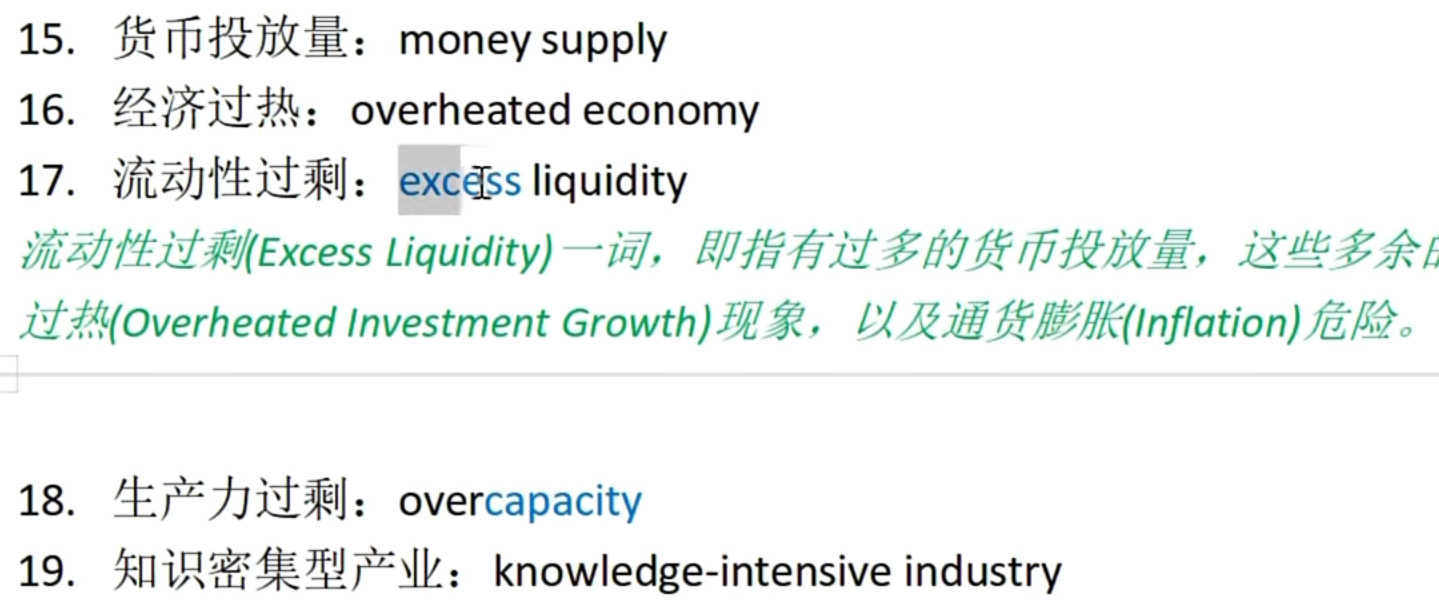 15. 货币投放量：money supply
16. 经济过热：overheated economy
17. 流动性过剩：excess liquidity
流动性过剩(Excess Liquidity)一词，即指有过多的货币投放量，这些多余
过热(Overheated Investment Growth)现象，以及通货膨胀(Inflation)危险。
18. 生产力过剩：overcapacity
19. 知识密集型产业：knowledge-intensive industry